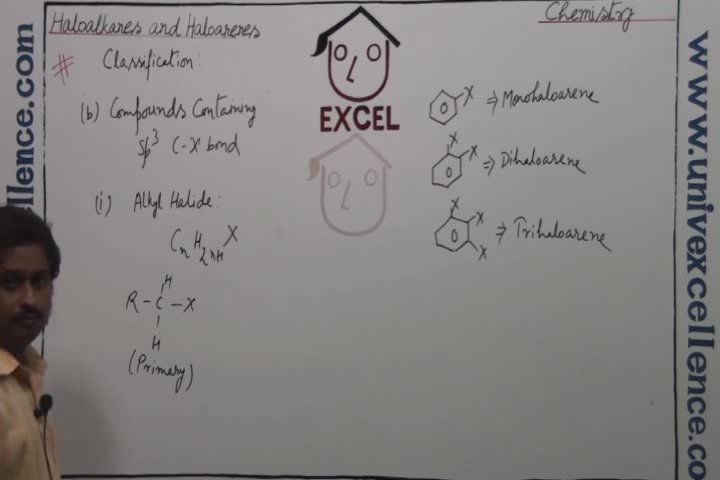 Haloalkanes and Haloarenes
Chemistry
# Classification:
(b) Compounds Containing
Sp³ C-X bond
(i) Alkyl Halide:
CnH2n+1X
H
R-C-X
H
(Primary)
EXCEL
X
⇒ Monohaloarene
X
X
⇒ Dihaloarene
X
X
X
⇒ Trihaloarene
llence.com
www.univexcellence.co